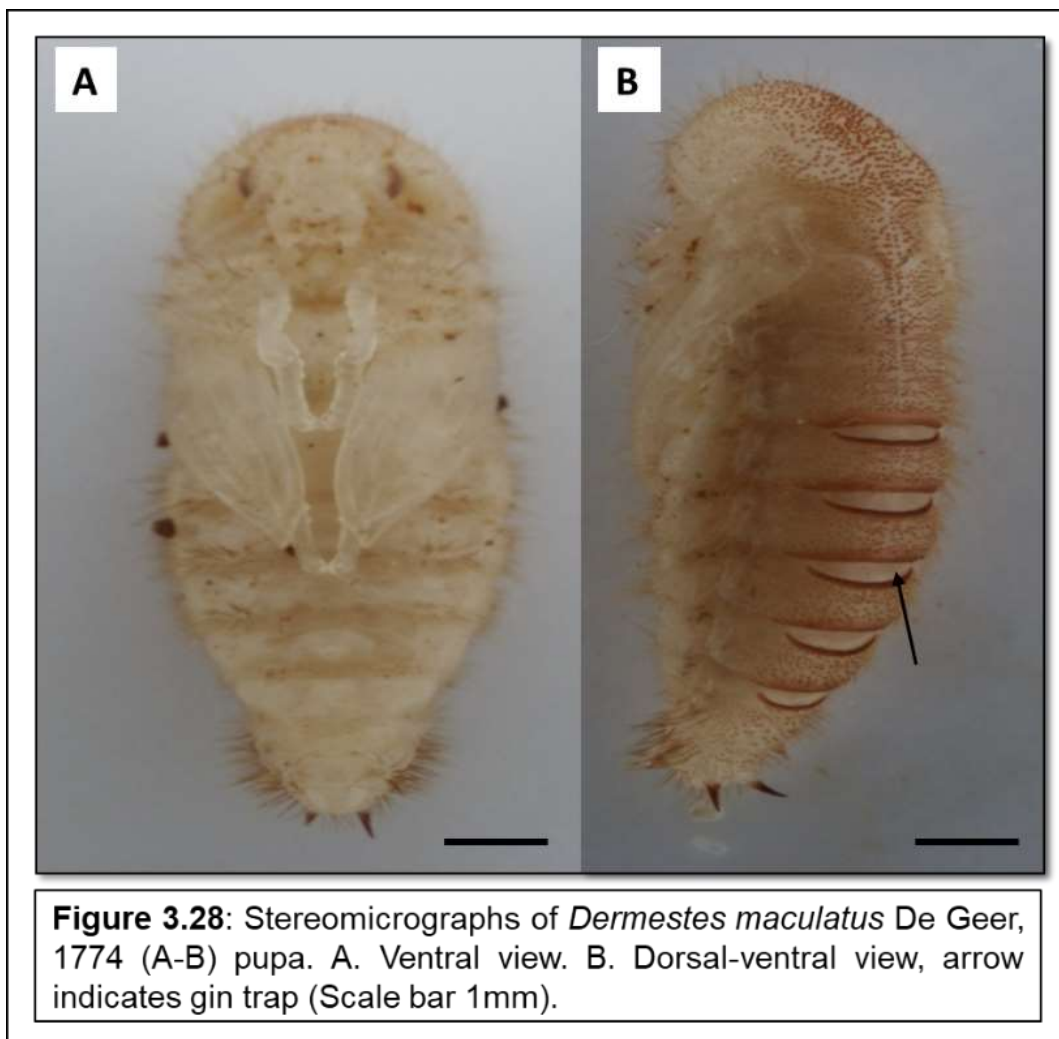 A
B
Figure 3.28: Stereomicrographs of Dermestes maculatus De Geer,
1774 (A-B) pupa. A. Ventral view. B. Dorsal-ventral view, arrow
indicates gin trap (Scale bar 1mm).